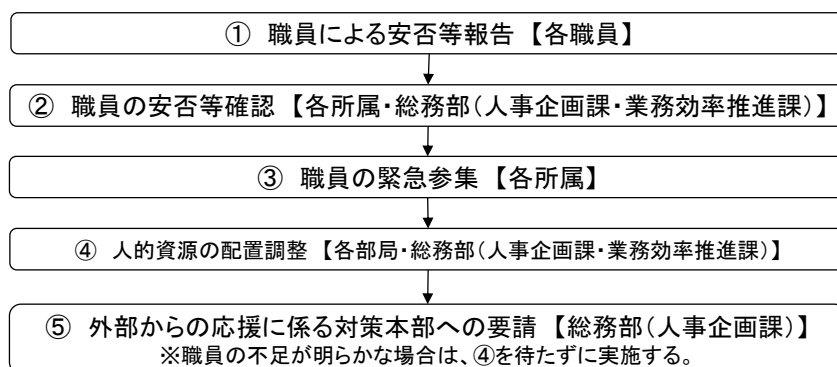 ① 職員による安否等報告 【各職員】
② 職員の安否等確認 【各所属・総務部(人事企画課・業務効率推進課)】
③ 職員の緊急参集 【各所属】
④ 人的資源の配置調整 【各部局・総務部(人事企画課・業務効率推進課)】
⑤ 外部からの応援に係る対策本部への要請 【総務部(人事企画課)】
※職員の不足が明らかな場合は、④を待たずに実施する。